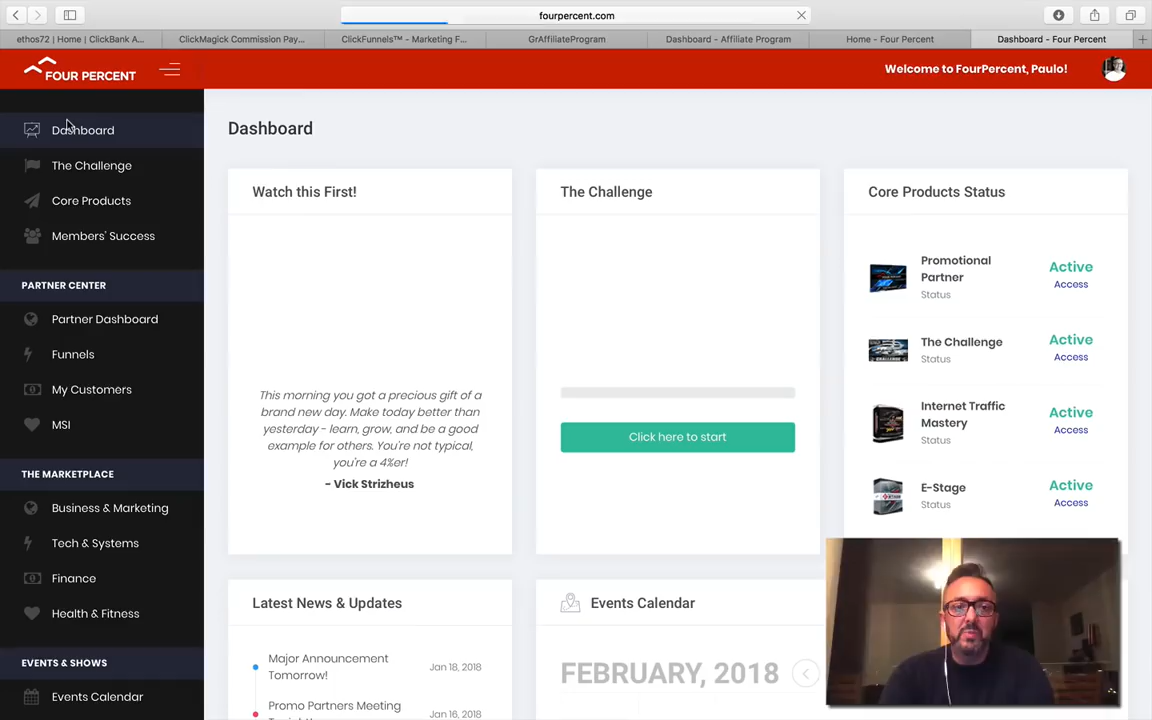 fourpercent.com
ethos72 | Home | ClickBank A...
ClickMagick Commission Pay...
ClickFunnels™ - Marketing F...
GrAffiliateProgram
Dashboard - Affiliate Program
Home - Four Percent
Dashboard - Four Percent
FOUR PERCENT
Welcome to FourPercent, Paulo!
Dashboard
The Challenge
Core Products
Members' Success
PARTNER CENTER
Partner Dashboard
Funnels
My Customers
MSI
THE MARKETPLACE
Business & Marketing
Tech & Systems
Finance
Health & Fitness
EVENTS & SHOWS
Events Calendar
Dashboard
Watch this First!
This morning you got a precious gift of a
brand new day. Make today better than
yesterday - learn, grow, and be a good
example for others. You're not typical,
you're a 4%er!
- Vick Strizheus
The Challenge
Click here to start
Core Products Status
Promotional
Partner
Status
Active
Access
The Challenge
Status
Active
Access
Internet Traffic
Mastery
Status
Active
Access
E-Stage
Status
Active
Access
Latest News & Updates
Major Announcement
Tomorrow!
Jan 18, 2018
Promo Partners Meeting
Jan 16, 2018
Events Calendar
FEBRUARY, 2018